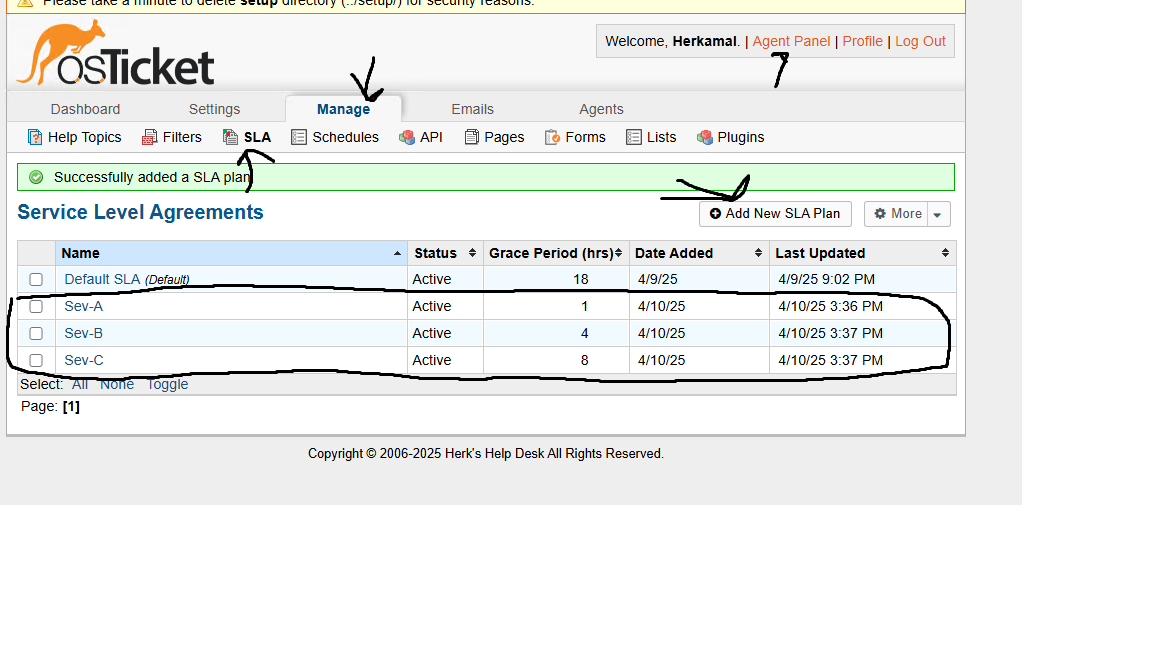 Please take a minute to delete setup directory (../setup/) for security reasons.
osTicket
Welcome, Herkamal. | Agent Panel | Profile | Log Out
Dashboard Settings Manage Emails Agents
Help Topics Filters SLA Schedules API Pages Forms Lists Plugins
Successfully added a SLA plan
Service Level Agreements
Add New SLA Plan More
Name Status Grace Period (hrs) Date Added Last Updated
Default SLA (Default) Active 18 4/9/25 4/9/25 9:02 PM
Sev-A Active 1 4/10/25 4/10/25 3:36 PM
Sev-B Active 4 4/10/25 4/10/25 3:37 PM
Sev-C Active 8 4/10/25 4/10/25 3:37 PM
Select: All None Toggle
Page: [1]
Copyright © 2006-2025 Herk's Help Desk All Rights Reserved.